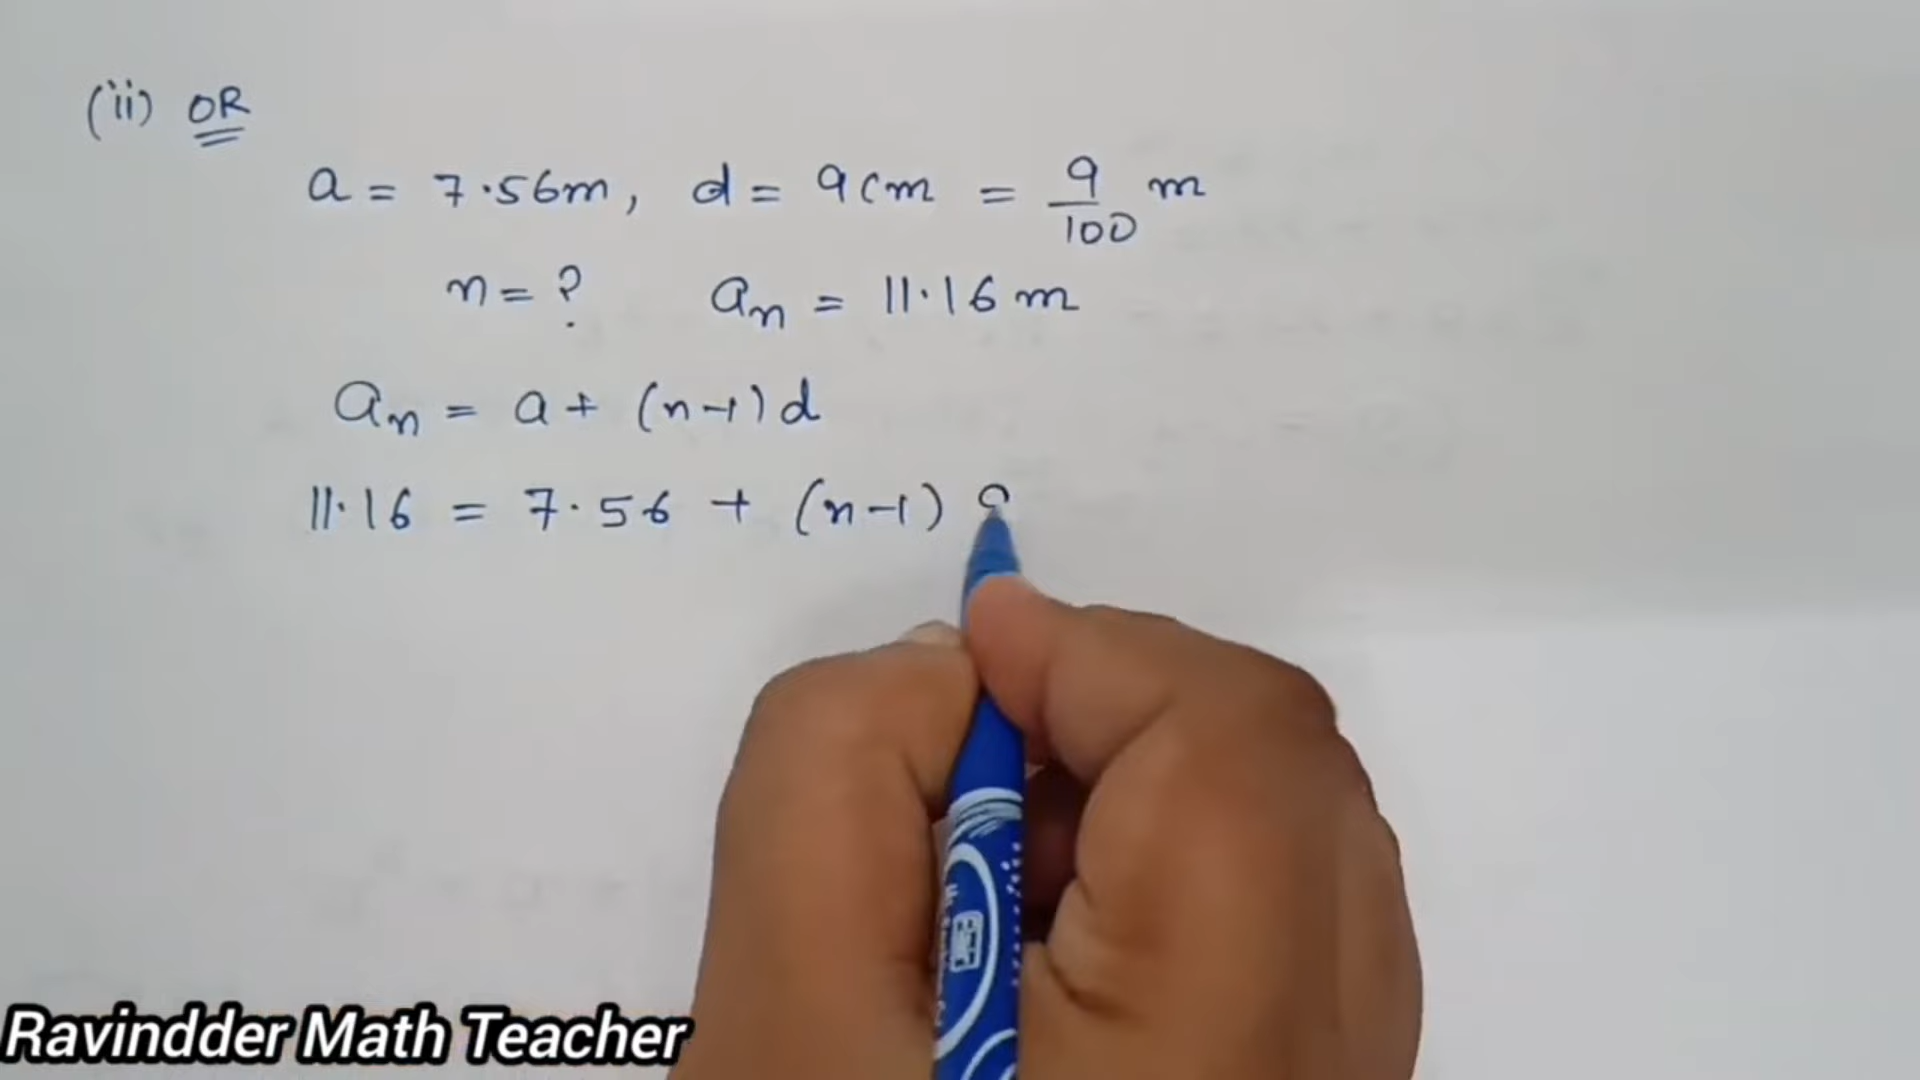 (ii) OR
a = 7.56m, d = 9cm = 9/100 m
n = ? an = 11.16 m
an = a + (n-1)d
11.16 = 7.56 + (n-1) 9
Ravindder Math Teacher